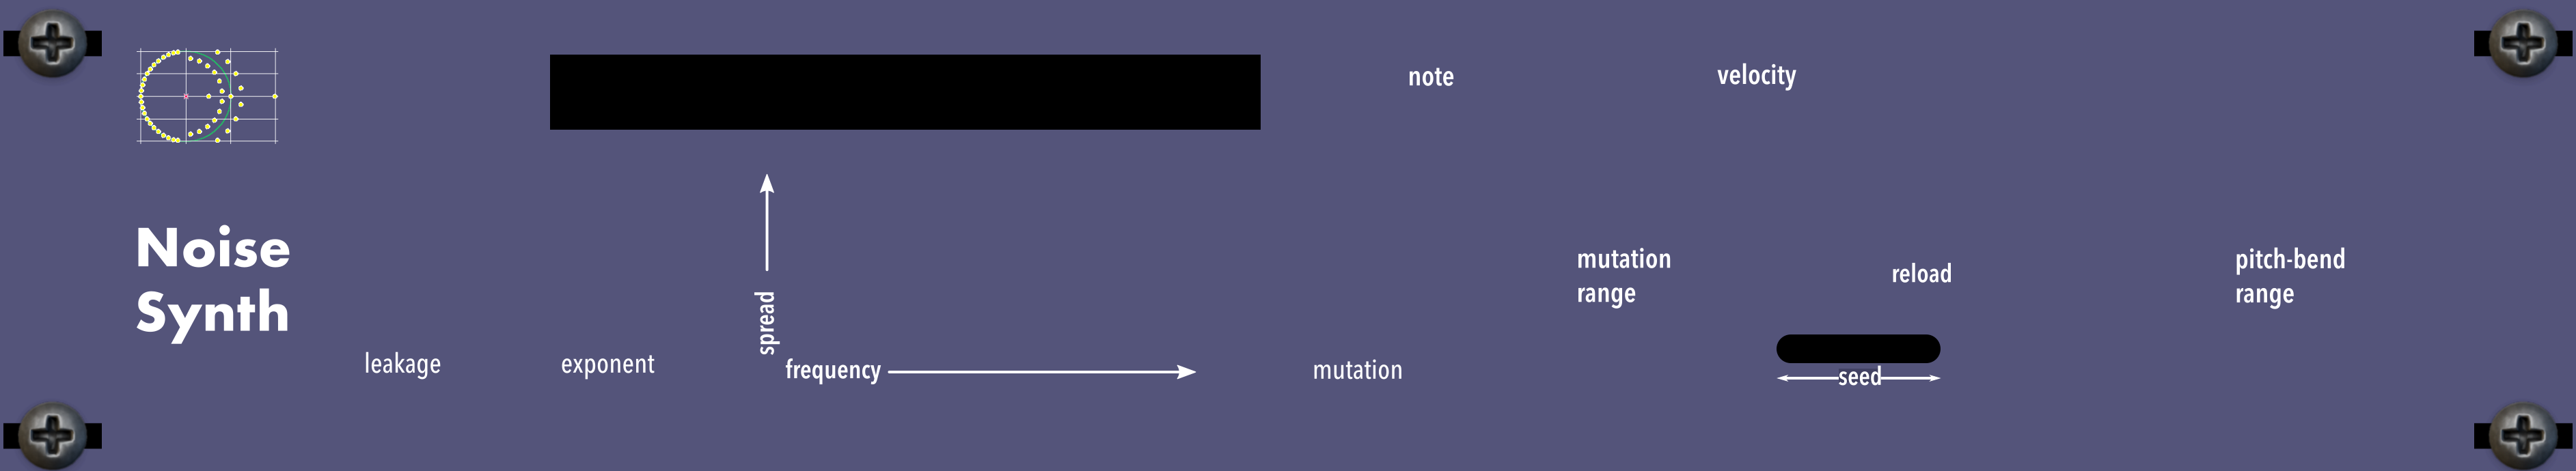 note
velocity
Noise
Synth
spread
mutation
range
reload
pitch-bend
range
leakage
exponent
frequency
mutation
seed